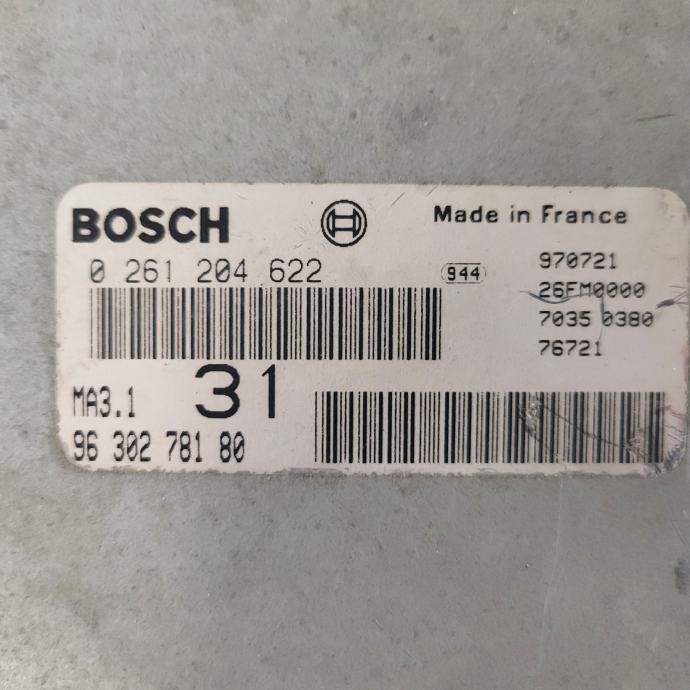 BOSCH
Made in France
0 261 204 622
944
970721
26FM0000
7035 0380
76721
MA3.1
31
96 302 781 80